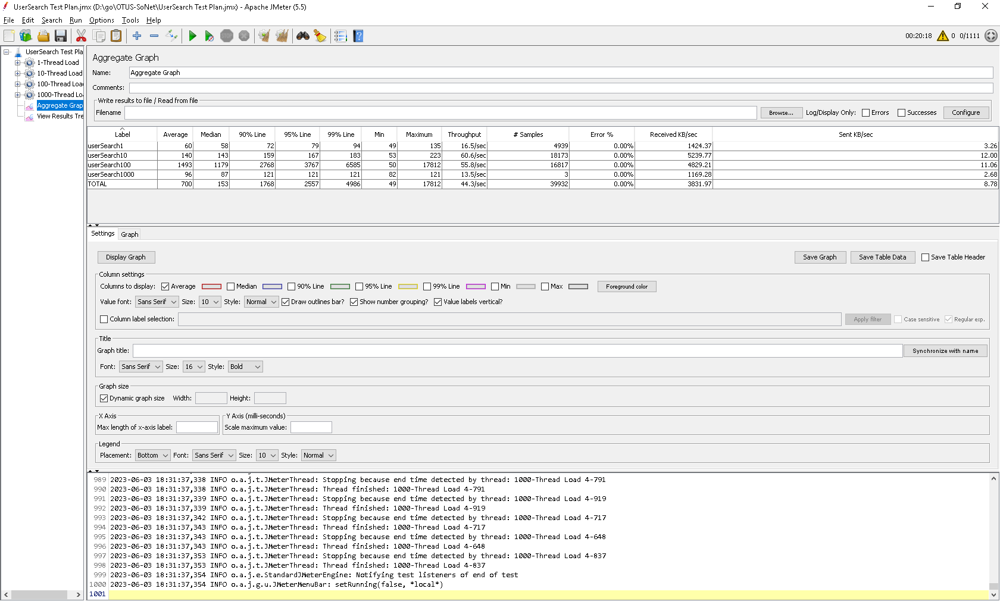 UserSearch Test Plan.jmx (D:\go\OTUS-SoNet\UserSearch Test Plan.jmx) - Apache JMeter (5.5)
File Edit Search Run Options Tools Help
00:20:18 0 0/1111
UserSearch Test Pla
1-Thread Load
10-Thread Load
100-Thread Loa
1000-Thread Lo
Aggregate Grap
View Results Tre
Aggregate Graph
Name: Aggregate Graph
Comments:
Write results to file / Read from file
Filename Browse... Log/Display Only: Errors Successes Configure
Label Average Median 90% Line 95% Line 99% Line Min Maximum Throughput # Samples Error % Received KB/sec Sent KB/sec
userSearch1 60 58 72 79 94 49 135 16.5/sec 4939 0.00% 1424.37 3.26
userSearch10 140 143 159 167 183 53 223 60.6/sec 18173 0.00% 5239.77 12.00
userSearch100 1493 1179 2768 3767 6585 50 17812 55.8/sec 16817 0.00% 4829.21 11.06
userSearch1000 96 87 121 121 121 82 121 13.5/sec 3 0.00% 1169.28 2.68
TOTAL 700 153 1768 2557 4986 49 17812 44.3/sec 39932 0.00% 3831.97 8.78
Settings Graph
Display Graph Save Graph Save Table Data Save Table Header
Column settings
Columns to display: Average Median 90% Line 95% Line 99% Line Min Max Foreground color
Value font: Sans Serif Size: 10 Style: Normal Draw outlines bar? Show number grouping? Value labels vertical?
Column label selection: Apply filter Case sensitive Regular exp.
Title
Graph title: Synchronize with name
Font: Sans Serif Size: 16 Style: Bold
Graph size
Dynamic graph size Width: Height:
X Axis Y Axis (milli-seconds)
Max length of x-axis label: Scale maximum value:
Legend
Placement: Bottom Font: Sans Serif Size: 10 Style: Normal
989 2023-06-03 18:31:37,338 INFO o.a.j.t.JMeterThread: Stopping because end time detected by thread: 1000-Thread Load 4-791
990 2023-06-03 18:31:37,338 INFO o.a.j.t.JMeterThread: Thread finished: 1000-Thread Load 4-791
991 2023-06-03 18:31:37,339 INFO o.a.j.t.JMeterThread: Stopping because end time detected by thread: 1000-Thread Load 4-919
992 2023-06-03 18:31:37,339 INFO o.a.j.t.JMeterThread: Thread finished: 1000-Thread Load 4-919
993 2023-06-03 18:31:37,342 INFO o.a.j.t.JMeterThread: Stopping because end time detected by thread: 1000-Thread Load 4-717
994 2023-06-03 18:31:37,343 INFO o.a.j.t.JMeterThread: Thread finished: 1000-Thread Load 4-717
995 2023-06-03 18:31:37,343 INFO o.a.j.t.JMeterThread: Stopping because end time detected by thread: 1000-Thread Load 4-648
996 2023-06-03 18:31:37,343 INFO o.a.j.t.JMeterThread: Thread finished: 1000-Thread Load 4-648
997 2023-06-03 18:31:37,353 INFO o.a.j.t.JMeterThread: Stopping because end time detected by thread: 1000-Thread Load 4-837
998 2023-06-03 18:31:37,353 INFO o.a.j.t.JMeterThread: Thread finished: 1000-Thread Load 4-837
999 2023-06-03 18:31:37,354 INFO o.a.j.e.StandardJMeterEngine: Notifying test listeners of end of test
1000 2023-06-03 18:31:37,354 INFO o.a.j.g.u.JMeterMenuBar: setRunning(false, *local*)
1001